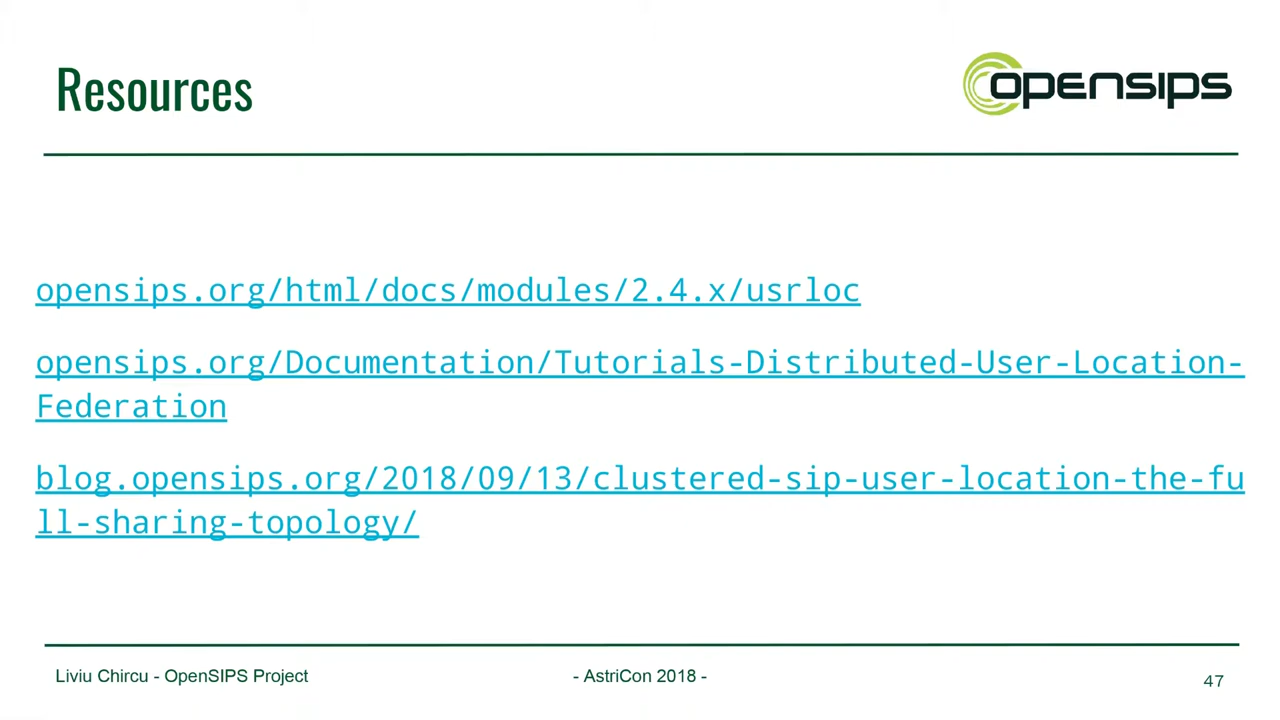 Resources
opensips
opensips.org/html/docs/modules/2.4.x/usrloc
opensips.org/Documentation/Tutorials-Distributed-User-Location-
Federation
blog.opensips.org/2018/09/13/clustered-sip-user-location-the-fu
ll-sharing-topology/
Liviu Chircu - OpenSIPS Project
- AstriCon 2018 -
47